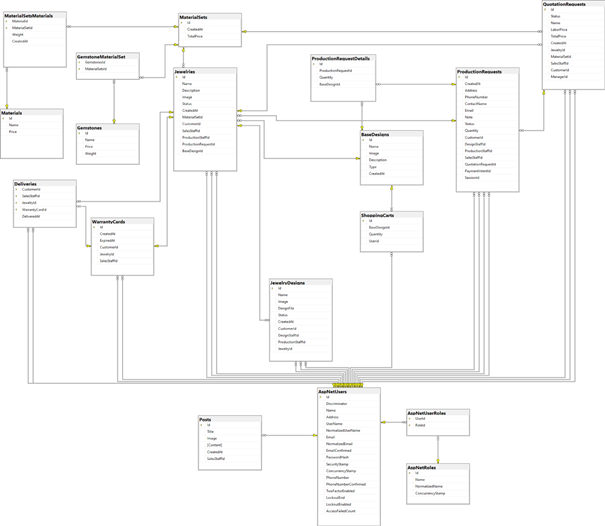 MaterialSetsMaterials
MaterialId
MaterialSetId
Weight
CreatedAt
MaterialSets
Id
CreatedAt
TotalPrice
QuotationRequests
Id
Status
Name
LaborPrice
TotalPrice
CreatedAt
JewelryId
MaterialSetId
SalesStaffId
CustomerId
ManagerId
GemstoneMaterialSet
GemstonesId
MaterialSetsId
Jewelries
Id
Name
Description
Image
Status
CreatedAt
MaterialSetId
CustomerId
SalesStaffId
ProductionStaffId
ProductionRequestId
BaseDesignId
ProductionRequestDetails
Id
ProductionRequestId
Quantity
BaseDesignId
ProductionRequests
Id
CreatedAt
Address
PhoneNumber
ContactName
Email
Note
Status
Quantity
CustomerId
DesignStaffId
ProductionStaffId
SalesStaffId
QuotationRequestId
PaymentIntentId
SessionId
Materials
Id
Name
Price
Gemstones
Id
Name
Price
Weight
BaseDesigns
Id
Name
Image
Description
Type
CreatedAt
Deliveries
CustomerId
SalesStaffId
JewelryId
WarrantyCardId
DeliveredAt
WarrantyCards
Id
CreatedAt
ExpiredAt
CustomerId
JewelryId
SalesStaffId
ShoppingCarts
Id
BaseDesignId
Quantity
UserId
JewelryDesigns
Id
Name
Image
DesignFile
Status
CreatedAt
CustomerId
DesignStaffId
ProductionStaffId
JewelryId
AspNetUsers
Id
Discriminator
Name
Address
UserName
NormalizedUserName
Email
NormalizedEmail
EmailConfirmed
PasswordHash
SecurityStamp
ConcurrencyStamp
PhoneNumber
PhoneNumberConfirmed
TwoFactorEnabled
LockoutEnd
LockoutEnabled
AccessFailedCount
Posts
Id
Title
Image
[Content]
CreatedAt
SalesStaffId
AspNetUserRoles
UserId
RoleId
AspNetRoles
Id
Name
NormalizedName
ConcurrencyStamp